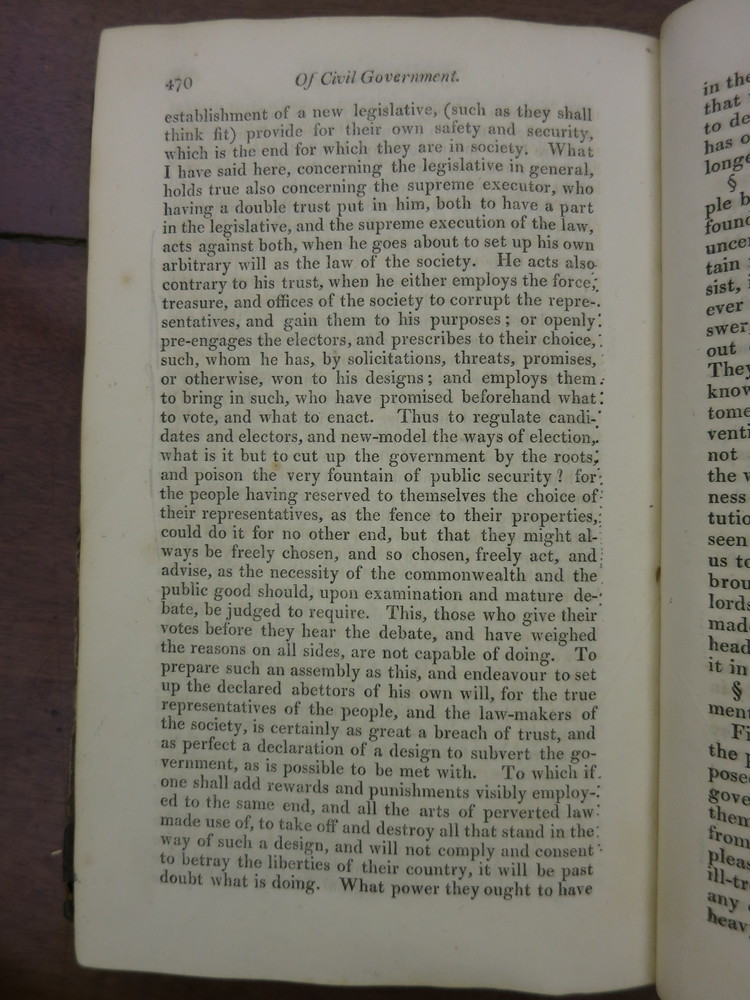 470 Of Civil Government.
establishment of a new legislative, (such as they shall
think fit) provide for their own safety and security,
which is the end for which they are in society. What
I have said here, concerning the legislative in general,
holds true also concerning the supreme executor, who
having a double trust put in him, both to have a part
in the legislative, and the supreme execution of the law,
acts against both, when he goes about to set up his own
arbitrary will as the law of the society. He acts also
contrary to his trust, when he either employs the force,
treasure, and offices of the society to corrupt the repre-
sentatives, and gain them to his purposes; or openly
pre-engages the electors, and prescribes to their choice,
such, whom he has, by solicitations, threats, promises,
or otherwise, won to his designs; and employs them
to bring in such, who have promised beforehand what
to vote, and what to enact. Thus to regulate candi-
dates and electors, and new-model the ways of election,
what is it but to cut up the government by the roots,
and poison the very fountain of public security? for
the people having reserved to themselves the choice of
their representatives, as the fence to their properties,
could do it for no other end, but that they might al-
ways be freely chosen, and so chosen, freely act, and
advise, as the necessity of the commonwealth and the
public good should, upon examination and mature de-
bate, be judged to require. This, those who give their
votes before they hear the debate, and have weighed
the reasons on all sides, are not capable of doing. To
prepare such an assembly as this, and endeavour to set
up the declared abettors of his own will, for the true
representatives of the people, and the law-makers of
the society, is certainly as great a breach of trust, and
as perfect a declaration of a design to subvert the go-
vernment, as is possible to be met with. To which if
one shall add rewards and punishments visibly employ-
ed to the same end, and all the arts of perverted law
made use of, to take off and destroy all that stand in the
way of such a design, and will not comply and consent
to betray the liberties of their country, it will be past
doubt what is doing. What power they ought to have
in the
that
to de
has o
longe
§
ple b
found
uncer
tain
sist, i
ever
swer
out
They
know
tome
venti
not
the v
ness
tutio
seen
us to
brou
lords
made
head
it in
§
ment
Fi
the p
pose
gove
them
from
pleas
ill-tr
any
heav